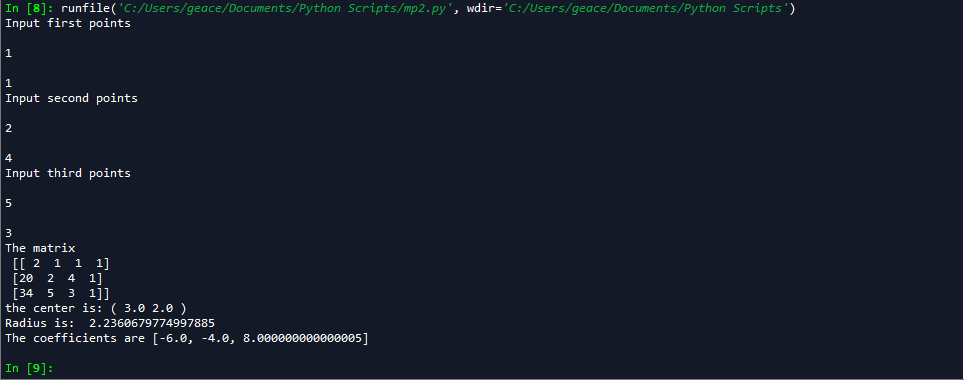 In [8]: runfile('C:/Users/geace/Documents/Python Scripts/mp2.py', wdir='C:/Users/geace/Documents/Python Scripts')
Input first points
1
1
Input second points
2
4
Input third points
5
3
The matrix
 [[ 2  1  1  1]
 [20  2  4  1]
 [34  5  3  1]]
the center is: ( 3.0 2.0 )
Radius is:  2.2360679774997885
The coefficients are [-6.0, -4.0, 8.000000000000005]
In [9]: